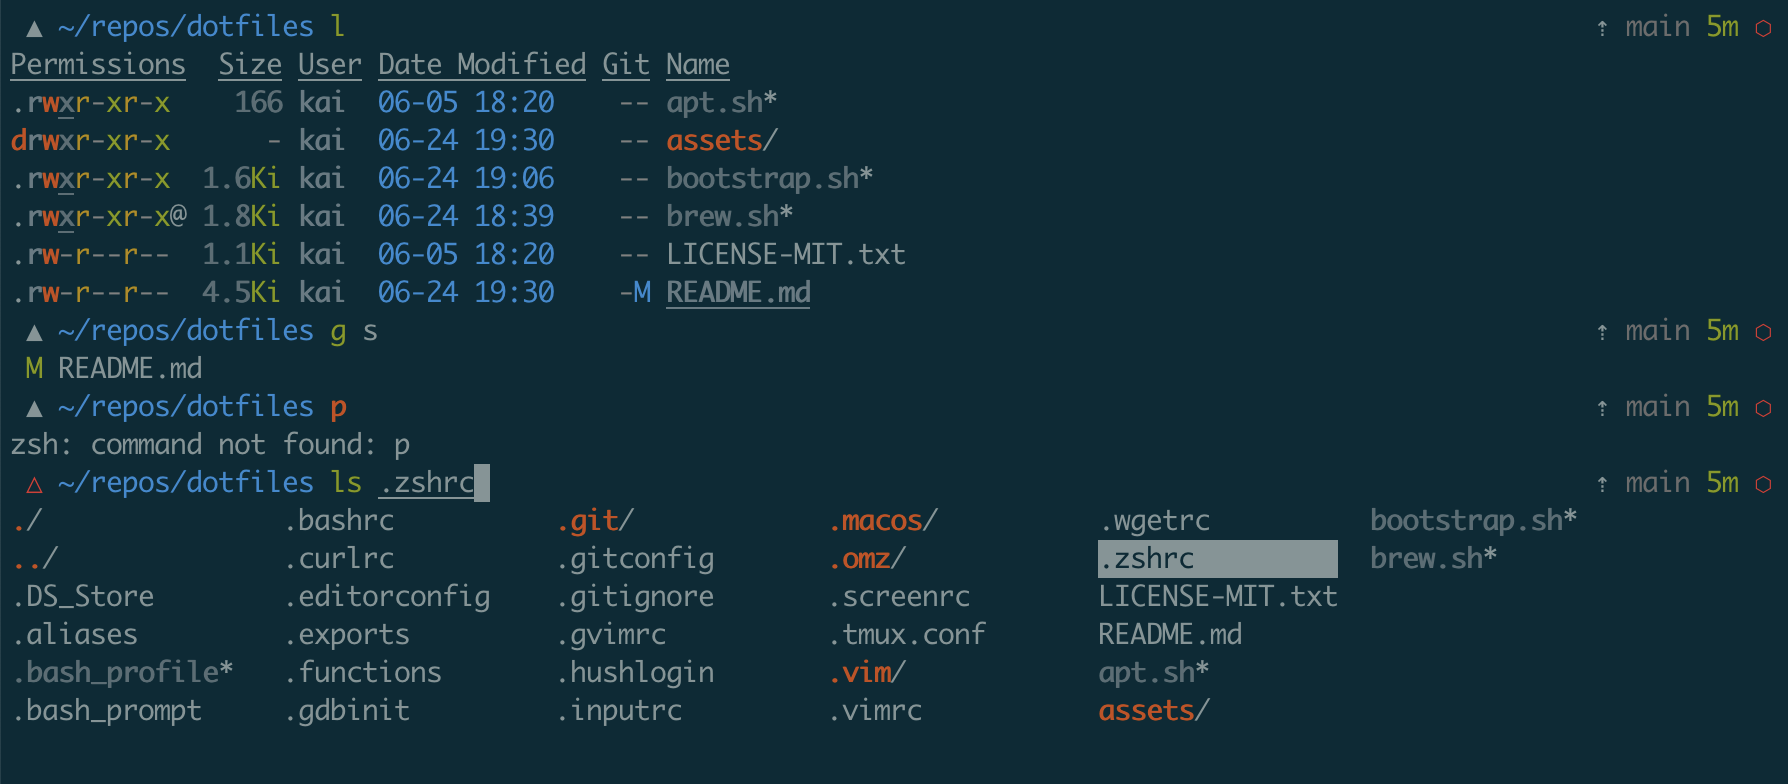 ▲ ~/repos/dotfiles l ⇡ main 5m ⬡
Permissions Size User Date Modified Git Name
.rwxr-xr-x 166 kai 06-05 18:20 -- apt.sh*
drwxr-xr-x - kai 06-24 19:30 -- assets/
.rwxr-xr-x 1.6Ki kai 06-24 19:06 -- bootstrap.sh*
.rwxr-xr-x@ 1.8Ki kai 06-24 18:39 -- brew.sh*
.rw-r--r-- 1.1Ki kai 06-05 18:20 -- LICENSE-MIT.txt
.rw-r--r-- 4.5Ki kai 06-24 19:30 -M README.md
▲ ~/repos/dotfiles g s ⇡ main 5m ⬡
M README.md
▲ ~/repos/dotfiles p ⇡ main 5m ⬡
zsh: command not found: p
△ ~/repos/dotfiles ls .zshrc ⇡ main 5m ⬡
./ .bashrc .git/ .macos/ .wgetrc bootstrap.sh*
../ .curlrc .gitconfig .omz/ .zshrc brew.sh*
.DS_Store .editorconfig .gitignore .screenrc LICENSE-MIT.txt
.aliases .exports .gvimrc .tmux.conf README.md
.bash_profile* .functions .hushlogin .vim/ apt.sh*
.bash_prompt .gdbinit .inputrc .vimrc assets/